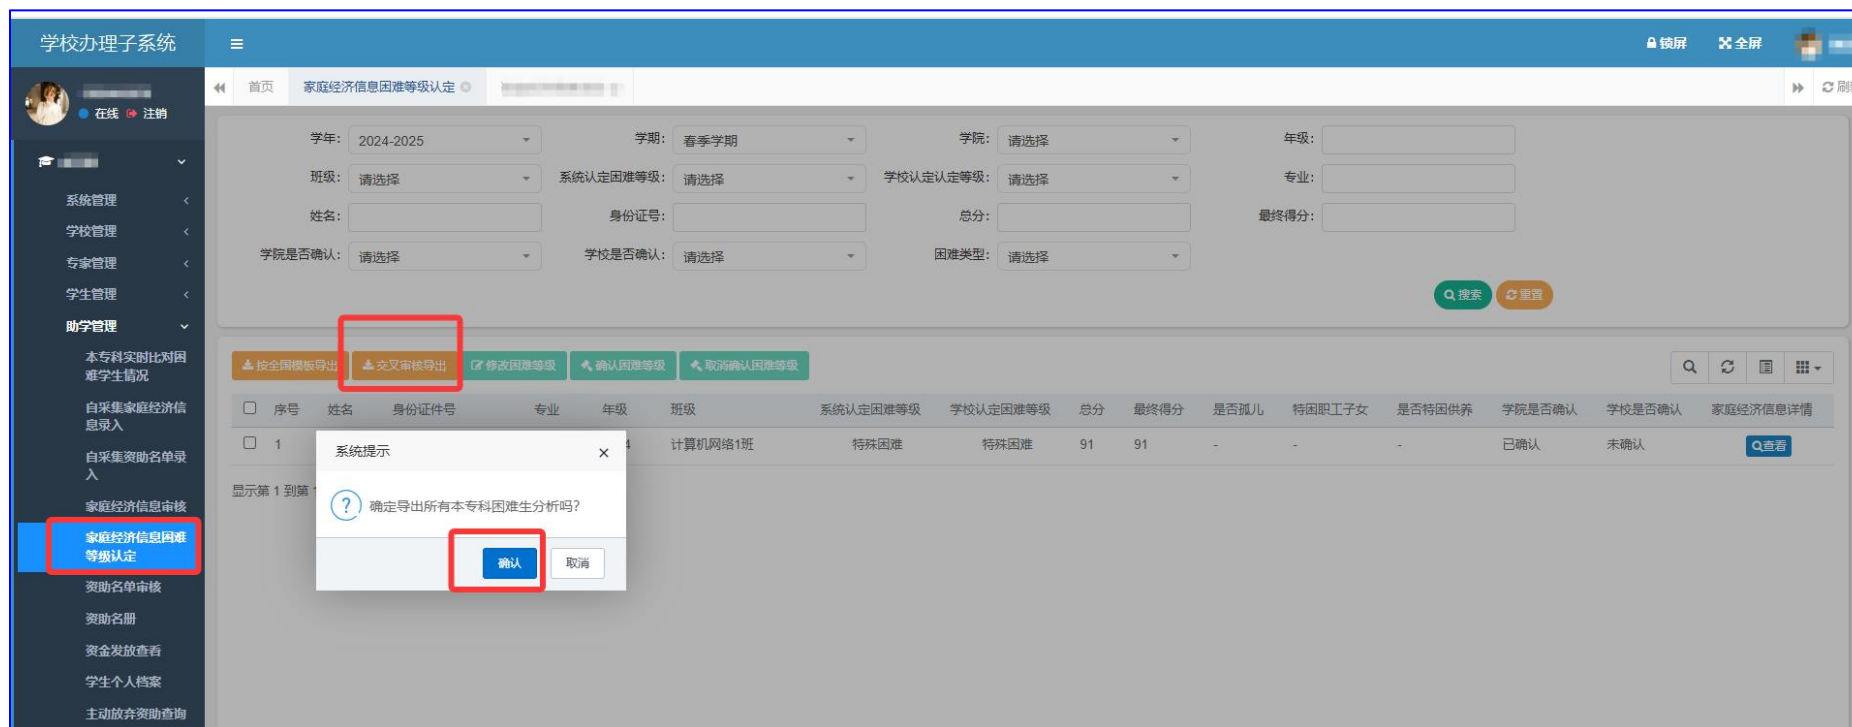 学校办理子系统
锁屏 全屏
在线 注销
首页 家庭经济信息困难等级认定
学年: 2024-2025 学期: 春季学期 学院: 请选择 年级:
班级: 请选择 系统认定困难等级: 请选择 学校认定认定等级: 请选择 专业:
姓名: 身份证号: 总分: 最终得分:
学院是否确认: 请选择 学校是否确认: 请选择 困难类型: 请选择
搜索 重置
系统管理
学校管理
专家管理
学生管理
助学管理
本专科实时比对困
难学生情况
自采集家庭经济信
息录入
自采集资助名单录
入
家庭经济信息审核
家庭经济信息困难
等级认定
资助名单审核
资助名册
资金发放查看
学生个人档案
主动放弃资助查询
按全国模板导出 交叉审核导出 修改困难等级 确认困难等级 取消确认困难等级
序号 姓名 身份证件号 专业 年级 班级 系统认定困难等级 学校认定困难等级 总分 最终得分 是否孤儿 特困职工子女 是否特困供养 学院是否确认 学校是否确认 家庭经济信息详情
1 4 计算机网络1班 特殊困难 特殊困难 91 91 - - - 已确认 未确认 查看
显示第 1 到第
系统提示
确定导出所有本专科困难生分析吗?
确认 取消